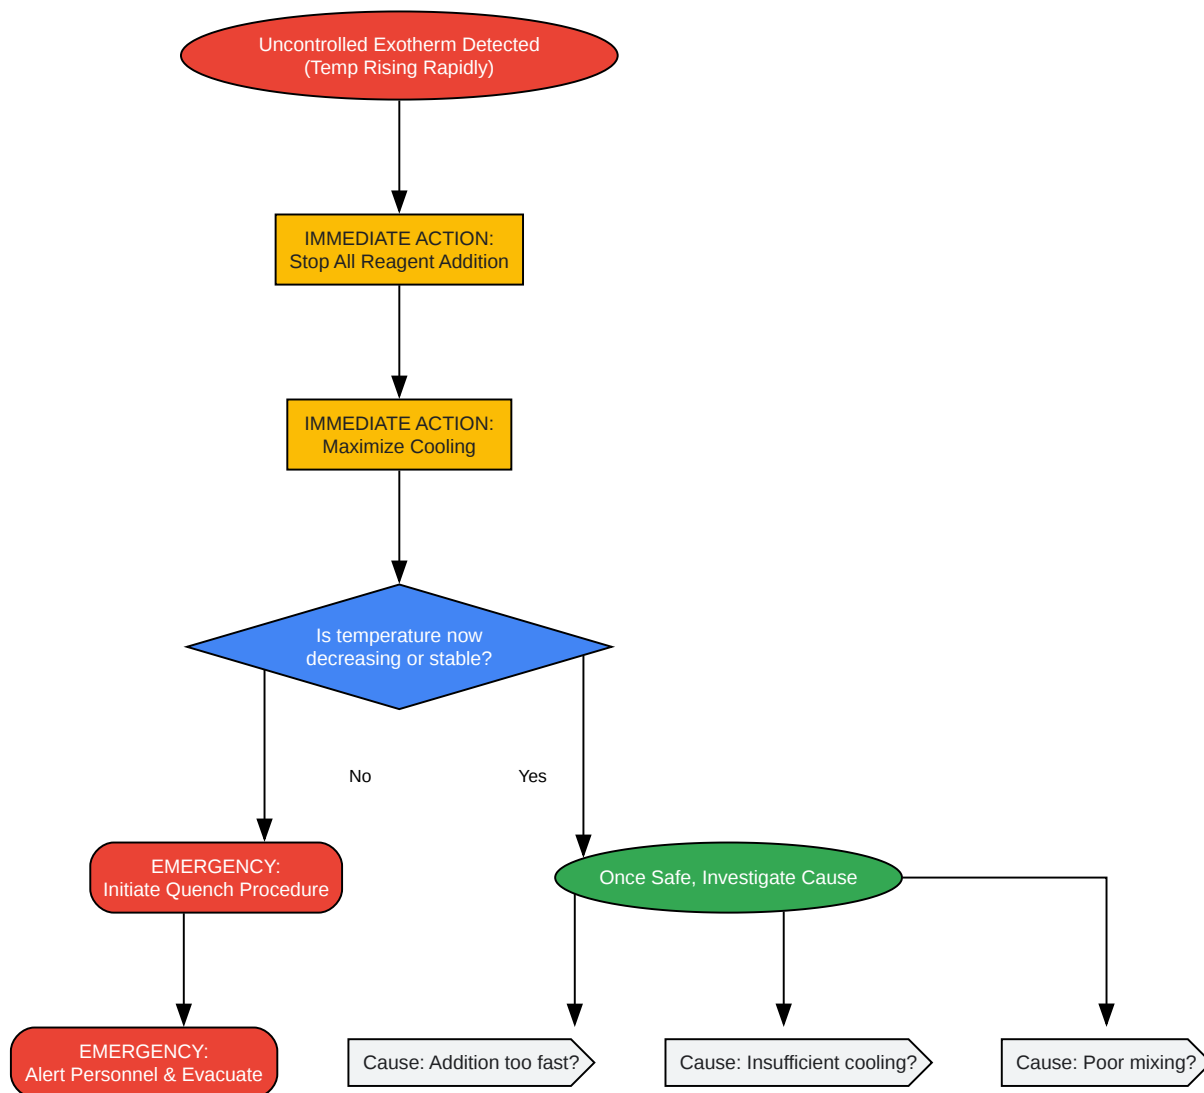 Uncontrolled Exotherm Detected
(Temp Rising Rapidly)
IMMEDIATE ACTION:
Stop All Reagent Addition
IMMEDIATE ACTION:
Maximize Cooling
Is temperature now
decreasing or stable?
No
Yes
EMERGENCY:
Initiate Quench Procedure
Once Safe, Investigate Cause
EMERGENCY:
Alert Personnel & Evacuate
Cause: Addition too fast?
Cause: Insufficient cooling?
Cause: Poor mixing?